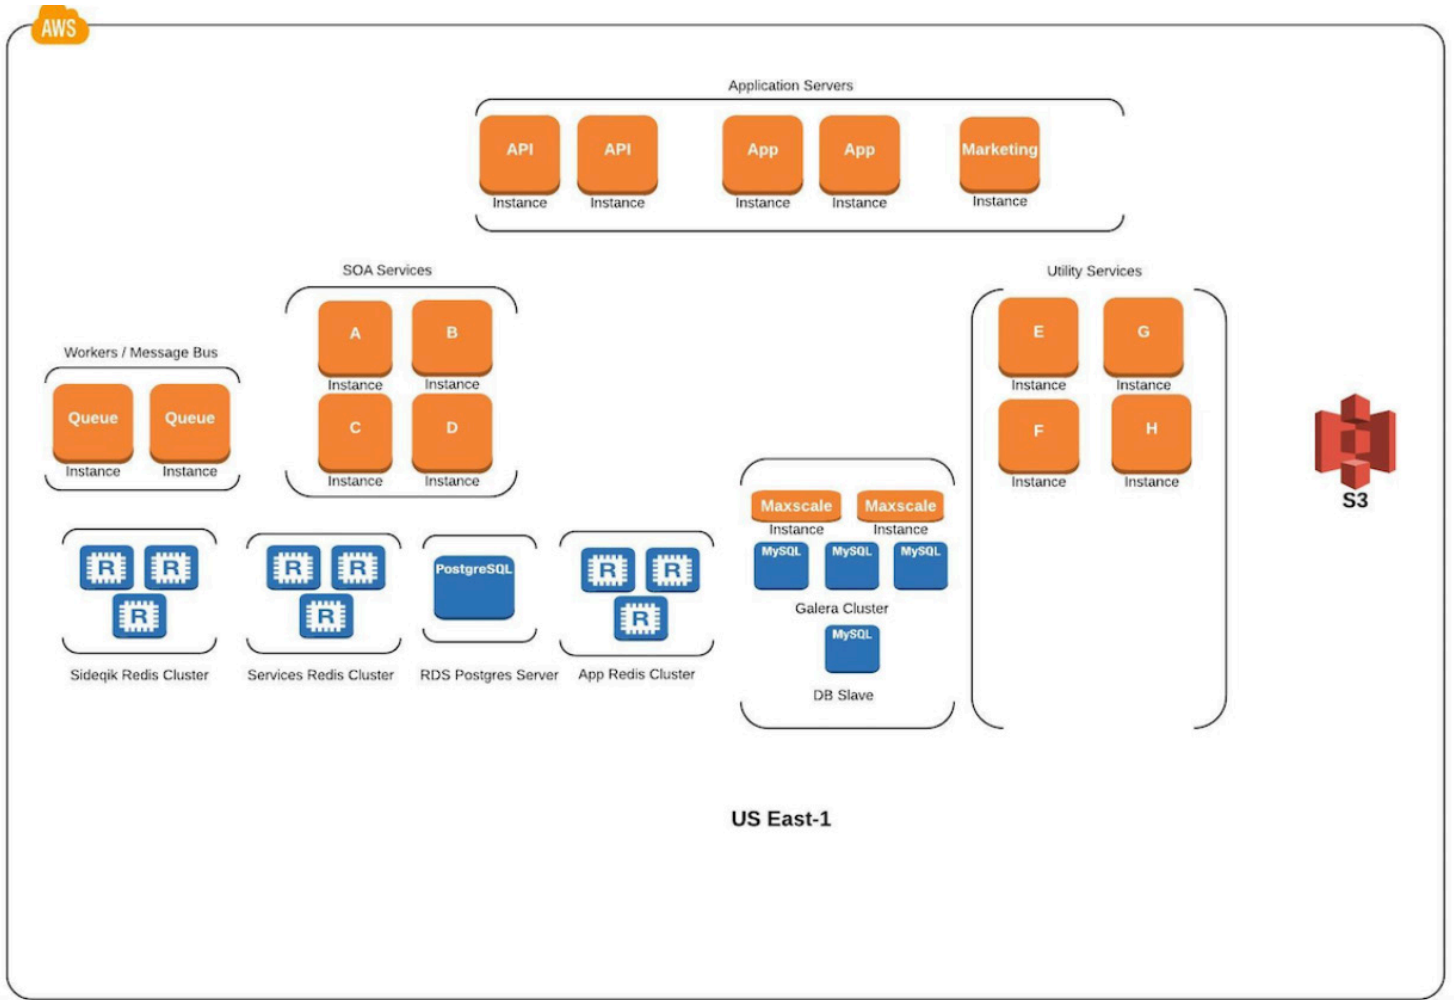 AWS
Application Servers
API API App App Marketing
Instance Instance Instance Instance Instance
SOA Services
A B
Instance Instance
C D
Instance Instance
Utility Services
E G
Instance Instance
F H
Instance Instance
Workers / Message Bus
Queue Queue
Instance Instance
S3
Maxscale Maxscale
Instance Instance
MySQL MySQL MySQL
Galera Cluster
MySQL
DB Slave
R R
R
Sideqik Redis Cluster
R R
R
Services Redis Cluster
PostgreSQL
RDS Postgres Server
R R
R
App Redis Cluster
US East-1